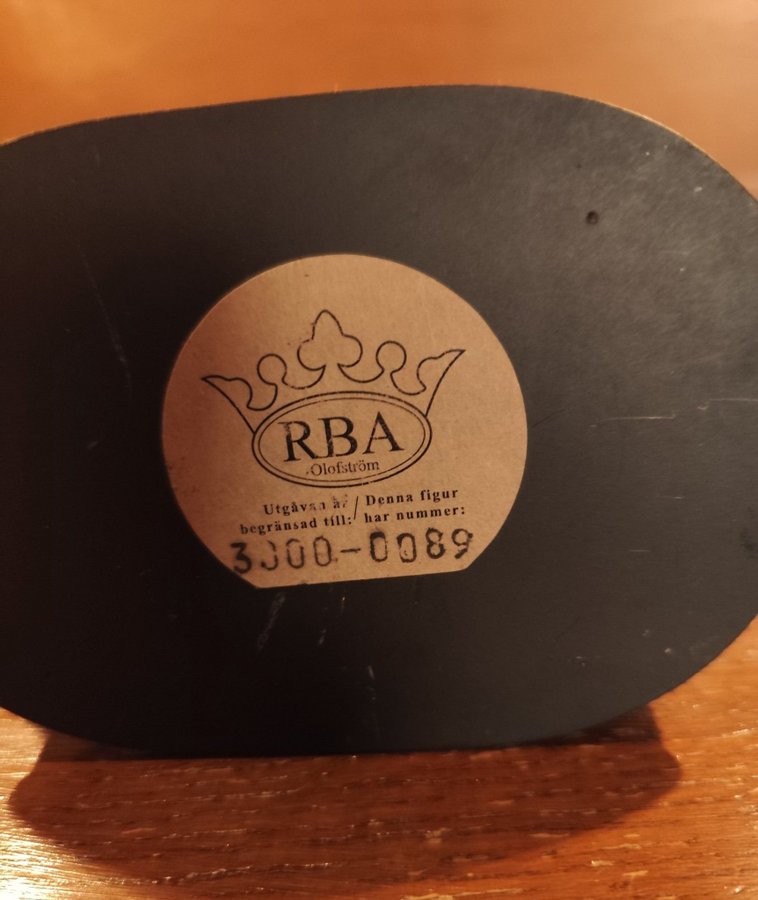 RBA
Olofström
Utgåvan är / Denna figur
begränsad till: har nummer:
3000-0089